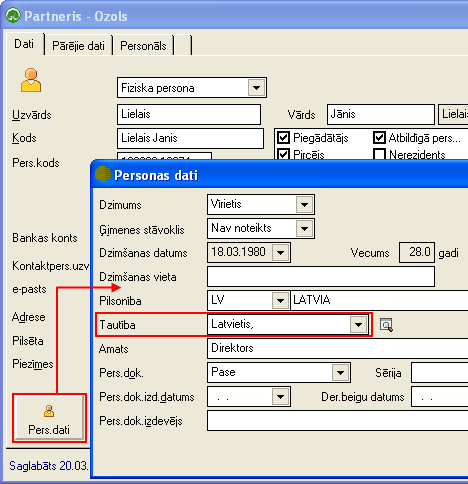 Partneris - Ozols
Dati Pārējie dati Personāls
Fiziska persona
Uzvārds Lielais Vārds Jānis Lielai
Kods Lielais Janis Piegādātājs Atbildīgā pers...
Pers.kods Pircējs Nerezidents
Personas dati
Dzimums Vīrietis
Ģimenes stāvoklis Nav noteikts
Dzimšanas datums 18.03.1980 Vecums 28.0 gadi
Bankas konts
Dzimšanas vieta
Kontaktpers.uzv
e-pasts
Pilsonība LV LATVIA
Adrese
Tautība Latvietis,
Pilsēta
Amats Direktors
Piezīmes
Pers.dok. Pase Sērija
Pers.dok.izd.datums . . Der.beigu datums . .
Pers.dok.izdevējs
Pers.dati
Saglabāts 20.03.